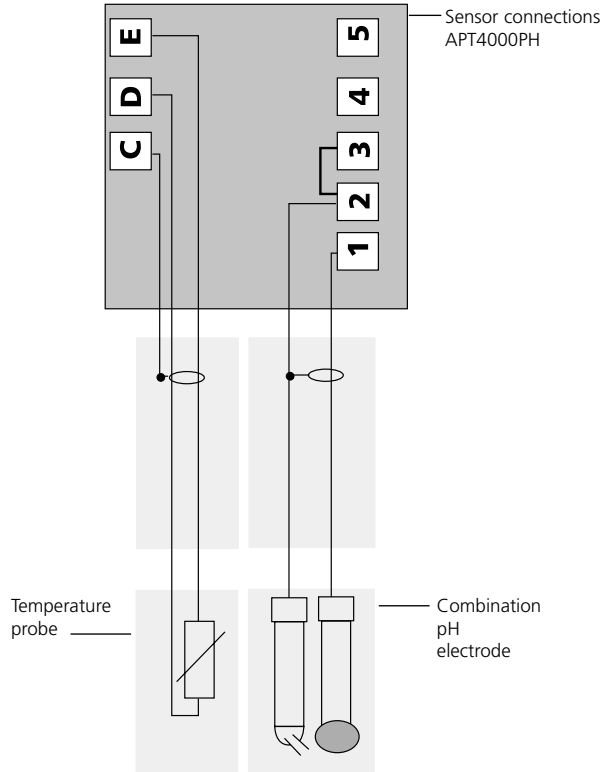 Sensor connections
APT4000PH
E
5
D
4
C
3
2
1
Temperature
probe
Combination
pH
electrode